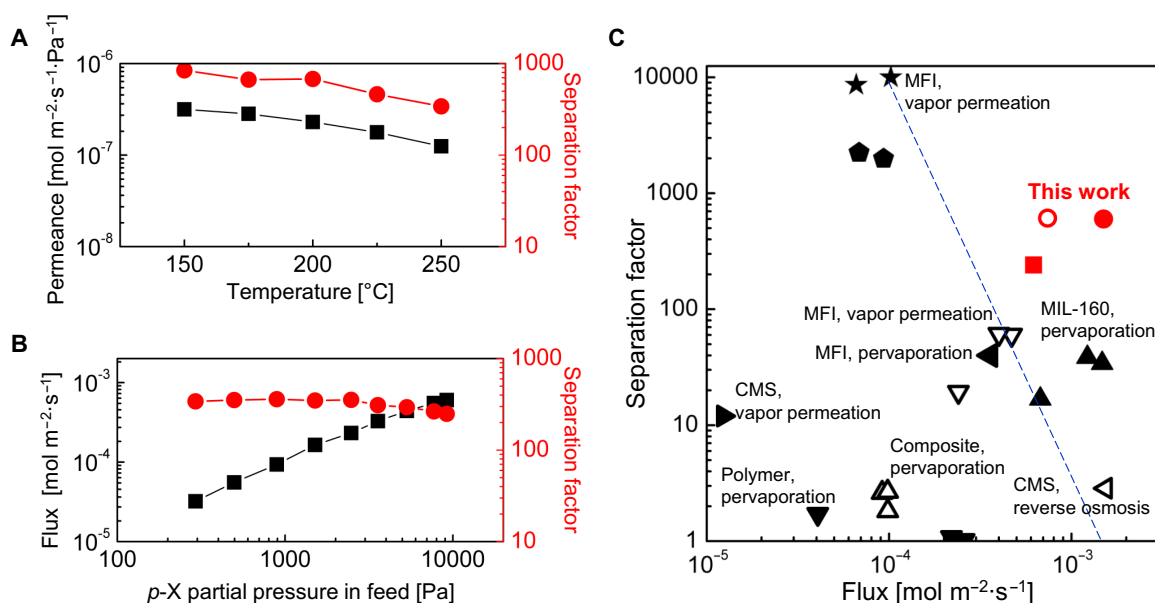 A
Permeance [mol m⁻²·s⁻¹·Pa⁻¹]
10⁻⁶
10⁻⁷
10⁻⁸
1000
100
10
Separation factor
150
200
250
Temperature [°C]
B
Flux [mol m⁻²·s⁻¹]
10⁻³
10⁻⁴
10⁻⁵
1000
100
10
Separation factor
100
1000
10000
p-X partial pressure in feed [Pa]
C
Separation factor
10000
1000
100
10
1
MFI,
vapor permeation
This work
MFI, vapor permeation
MIL-160,
pervaporation
MFI, pervaporation
CMS,
vapor permeation
Composite,
pervaporation
Polymer,
pervaporation
CMS,
reverse osmosis
10⁻⁵
10⁻⁴
10⁻³
Flux [mol m⁻²·s⁻¹]